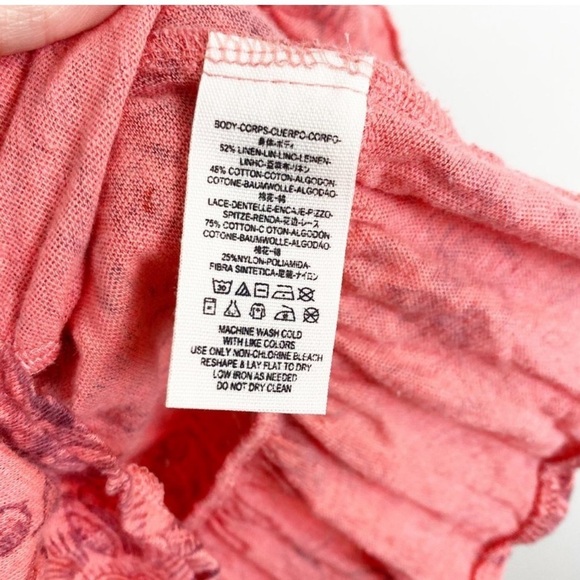 BODY-CORPS-CUERPO-CORPO-
身体-ボディ
52% LINEN-LIN-LINO-LEINEN-
LINHO-亚麻布-リネン
48% COTTON-COTON-ALGODON-
COTONE-BAUMWOLLE-ALGODÃO-
棉花-綿
LACE-DENTELLE-ENCAJE-PIZZO-
SPITZE-RENDA-花边-レース
75% COTTON-COTON-ALGODON-
COTONE-BAUMWOLLE-ALGODÃO-
棉花-綿
25%NYLON-POLIAMIDA-
FIBRA SINTETICA-尼龍-ナイロン
30
MACHINE WASH COLD
WITH LIKE COLORS
USE ONLY NON-CHLORINE BLEACH
RESHAPE & LAY FLAT TO DRY
LOW IRON AS NEEDED
DO NOT DRY CLEAN